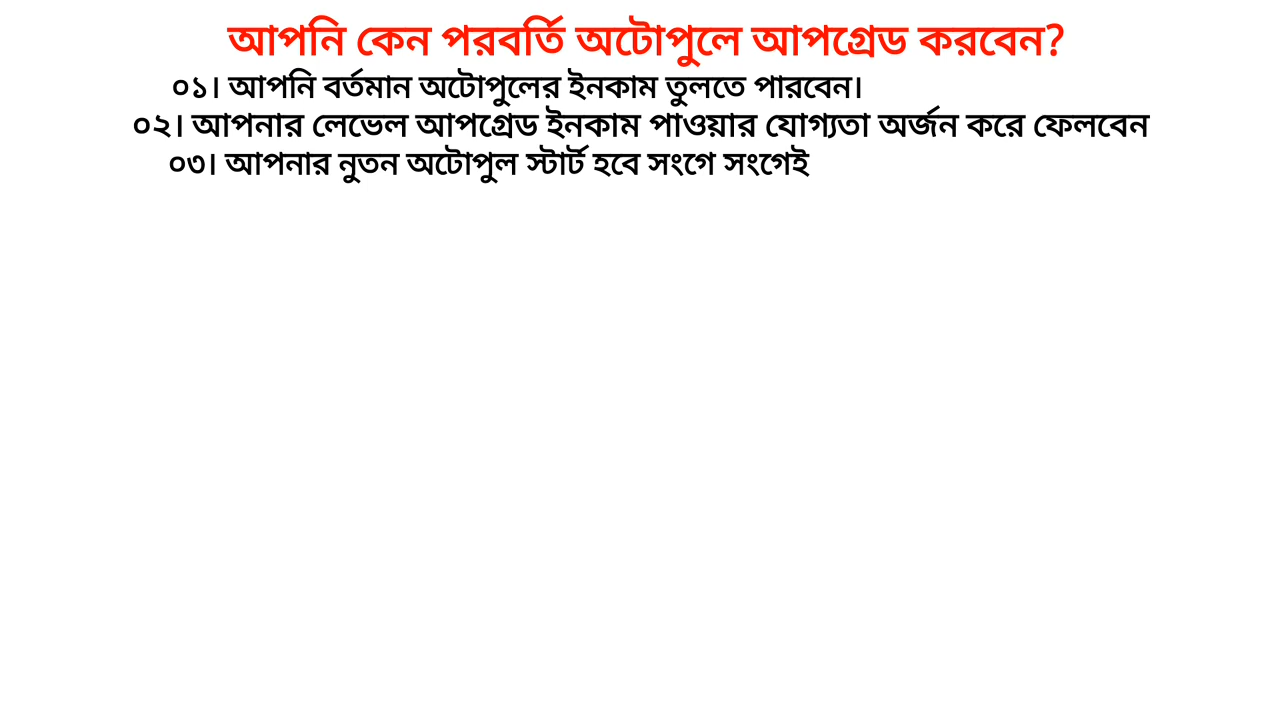 আপনি কেন পরবর্তি অটোপুলে আপগ্রেড করবেন?
০১। আপনি বর্তমান অটোপুলের ইনকাম তুলতে পারবেন।
০২। আপনার লেভেল আপগ্রেড ইনকাম পাওয়ার যোগ্যতা অর্জন করে ফেলবেন
০৩। আপনার নুতন অটোপুল স্টার্ট হবে সংগে সংগেই